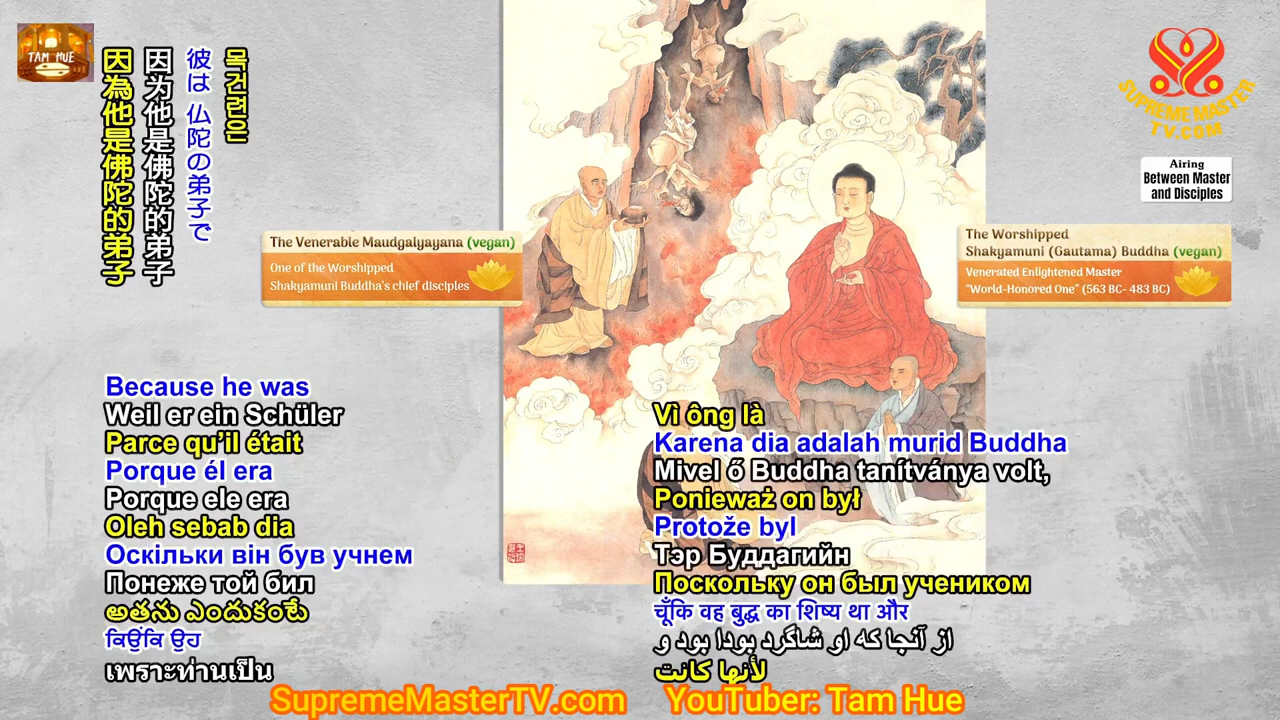 TAM HUE
因為他是佛陀的弟子
因为他是佛陀的弟子
彼は 仏陀の弟子で
목건련은
SUPREME MASTER
TV.COM
Airing
Between Master
and Disciples
The Venerable Maudgalyayana (vegan)
One of the Worshipped
Shakyamuni Buddha's chief disciples
The Worshipped
Shakyamuni (Gautama) Buddha (vegan)
Venerated Enlightened Master
"World-Honored One" (563 BC- 483 BC)
Because he was
Weil er ein Schüler
Parce qu'il était
Porque él era
Porque ele era
Oleh sebab dia
Оскільки він був учнем
Понеже той бил
అతను ఎందుకంటే
ਕਿਉਂਕਿ ਉਹ
เพราะท่านเป็น
Vì ông là
Karena dia adalah murid Buddha
Mivel ő Buddha tanítványa volt,
Ponieważ on był
Protože byl
Тэр Буддагийн
Поскольку он был учеником
चूँकि वह बुद्ध का शिष्य था और
از آنجا که او شاگرد بودا بود و
لأنها كانت
SupremeMasterTV.com
YouTuber: Tam Hue